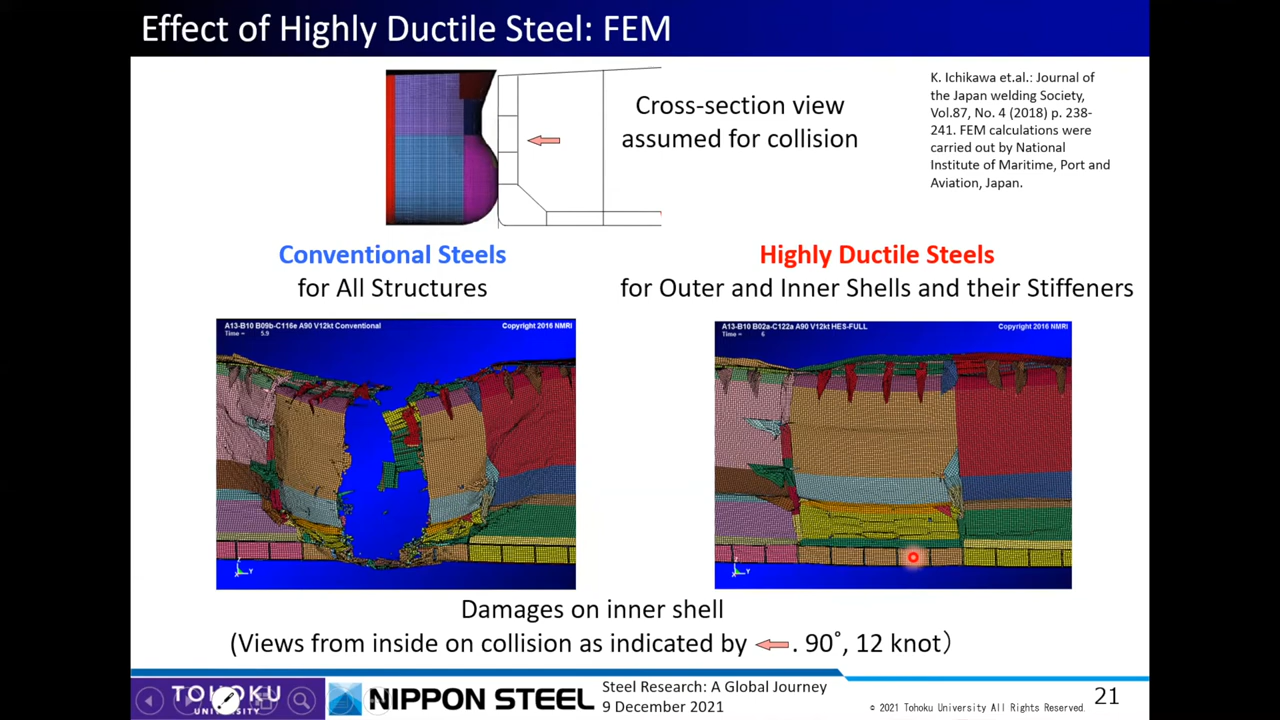 Effect of Highly Ductile Steel: FEM
Cross-section view
assumed for collision
K. Ichikawa et.al.: Journal of
the Japan welding Society,
Vol.87, No. 4 (2018) p. 238-
241. FEM calculations were
carried out by National
Institute of Maritime, Port and
Aviation, Japan.
Conventional Steels
for All Structures
Highly Ductile Steels
for Outer and Inner Shells and their Stiffeners
A13-B10 B09b-C116e A90 V12kt Conventional
Time = 5.9
Copyright 2016 NMRI
A13-B10 B02a-C122a A90 V12kt HES-FULL
Time = 6
Copyright 2016 NMRI
Damages on inner shell
(Views from inside on collision as indicated by . 90˚, 12 knot)
TOHOKU
UNIVERSITY
NIPPON STEEL
Steel Research: A Global Journey
9 December 2021
21
© 2021 Tohoku University All Rights Reserved.